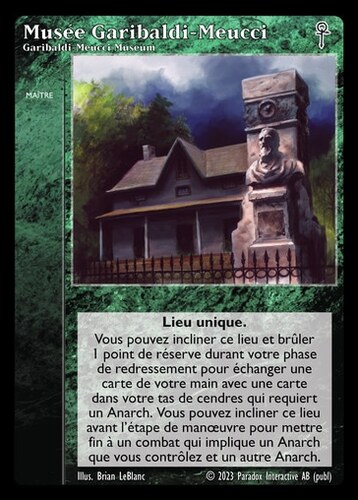 Musée Garibaldi-Meucci
Garibaldi-Meucci Museum
MAÎTRE
Lieu unique.
Vous pouvez incliner ce lieu et brûler
1 point de réserve durant votre phase
de redressement pour échanger une
carte de votre main avec une carte
dans votre tas de cendres qui requiert
un Anarch. Vous pouvez incliner ce lieu
avant l'étape de manœuvre pour mettre
fin à un combat qui implique un Anarch
que vous contrôlez et un autre Anarch.
Illus. Brian LeBlanc
© 2023 Paradox Interactive AB (publ)